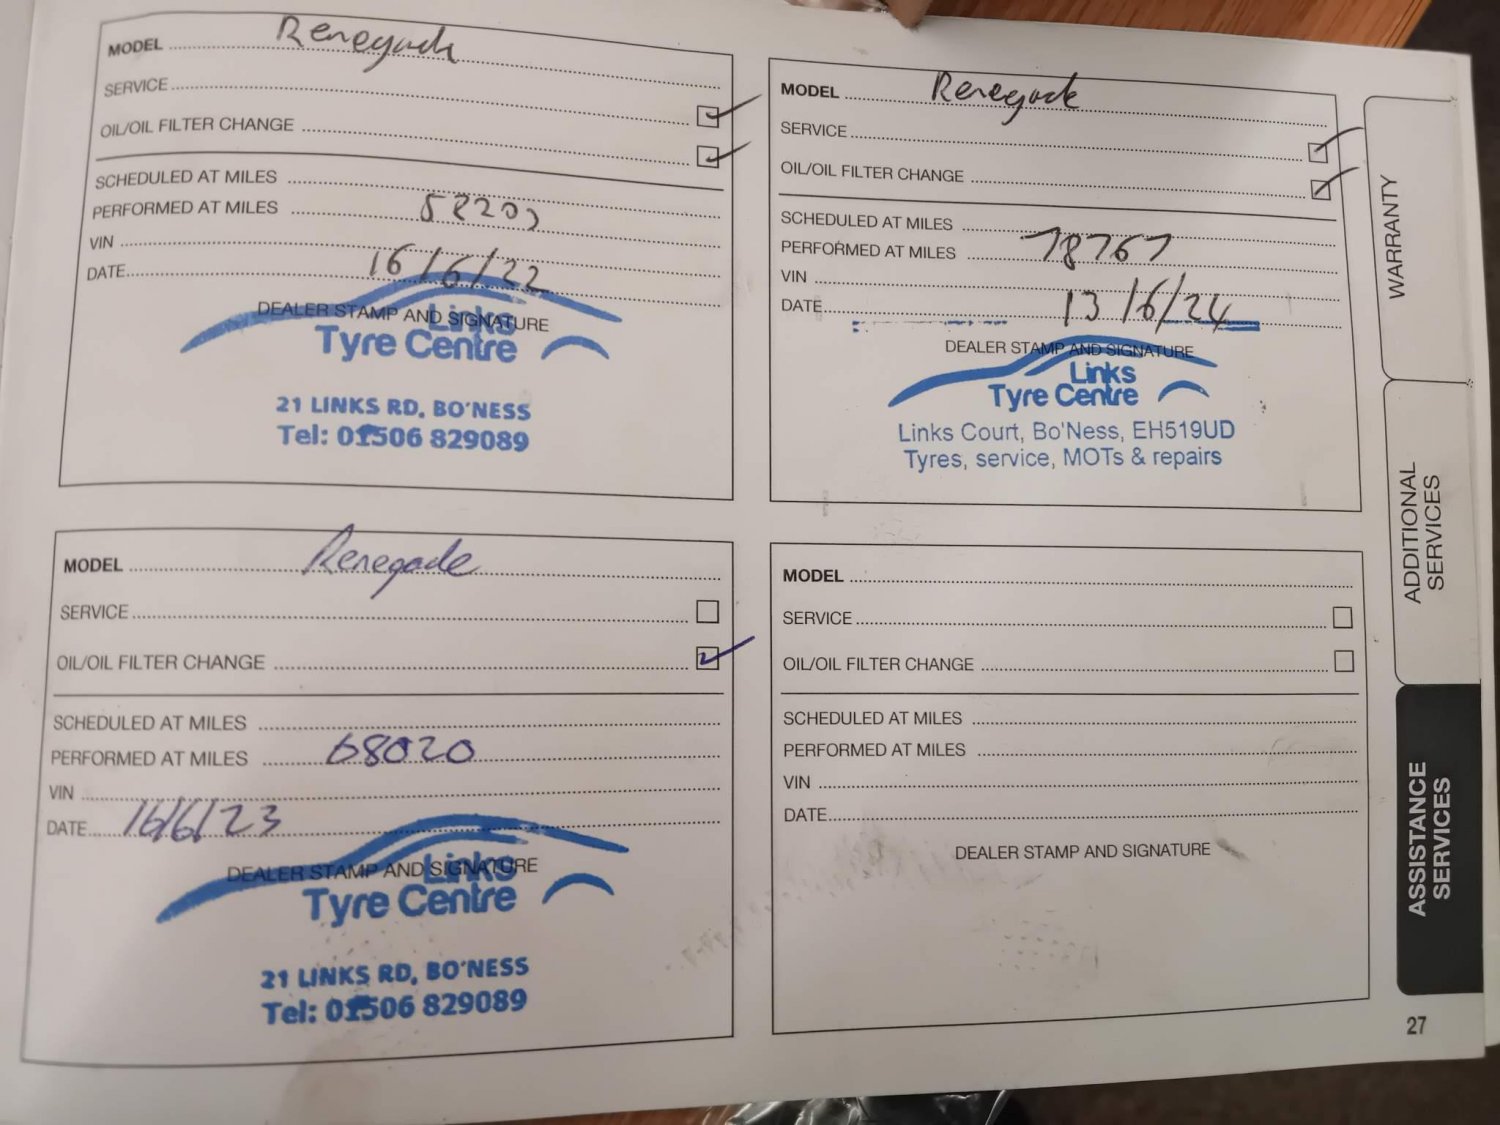 MODEL Renegade
SERVICE
OIL/OIL FILTER CHANGE
SCHEDULED AT MILES
PERFORMED AT MILES 58203
VIN
DATE 16/6/22
DEALER STAMP AND SIGNATURE
Links
Tyre Centre
21 LINKS RD, BO'NESS
Tel: 01506 829089
MODEL Renegade
SERVICE
OIL/OIL FILTER CHANGE
SCHEDULED AT MILES
PERFORMED AT MILES 78767
VIN
DATE 13/6/24
DEALER STAMP AND SIGNATURE
Links
Tyre Centre
Links Court, Bo'Ness, EH519UD
Tyres, service, MOTs & repairs
MODEL Renegade
SERVICE
OIL/OIL FILTER CHANGE
SCHEDULED AT MILES
PERFORMED AT MILES 68020
VIN
DATE 16/6/23
DEALER STAMP AND SIGNATURE
Links
Tyre Centre
21 LINKS RD, BO'NESS
Tel: 01506 829089
MODEL
SERVICE
OIL/OIL FILTER CHANGE
SCHEDULED AT MILES
PERFORMED AT MILES
VIN
DATE
DEALER STAMP AND SIGNATURE
WARRANTY
ADDITIONAL
SERVICES
ASSISTANCE
SERVICES
27